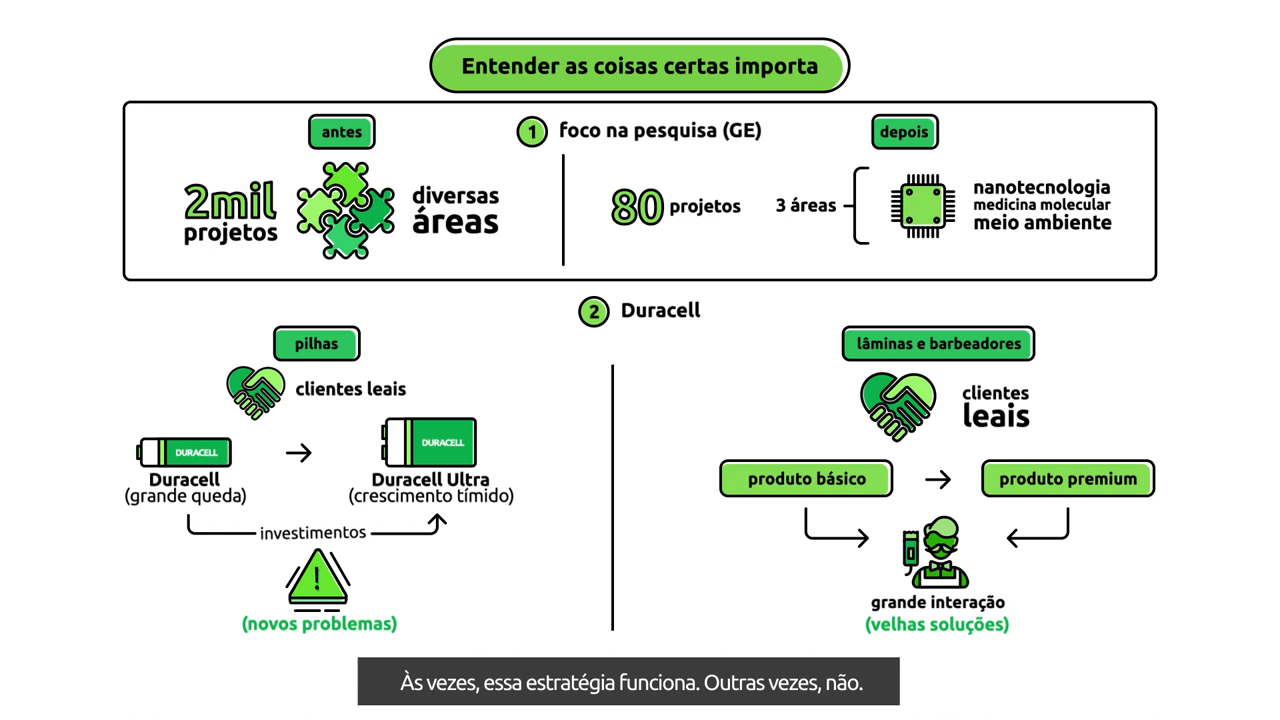 Entender as coisas certas importa
1 foco na pesquisa (GE)
antes
2mil
projetos
diversas
áreas
depois
80 projetos
3 áreas
nanotecnologia
medicina molecular
meio ambiente
2 Duracell
pilhas
clientes leais
DURACELL
Duracell
(grande queda)
DURACELL
Duracell Ultra
(crescimento tímido)
investimentos
!
(novos problemas)
lâminas e barbeadores
clientes
leais
produto básico
produto premium
grande interação
(velhas soluções)
Às vezes, essa estratégia funciona. Outras vezes, não.